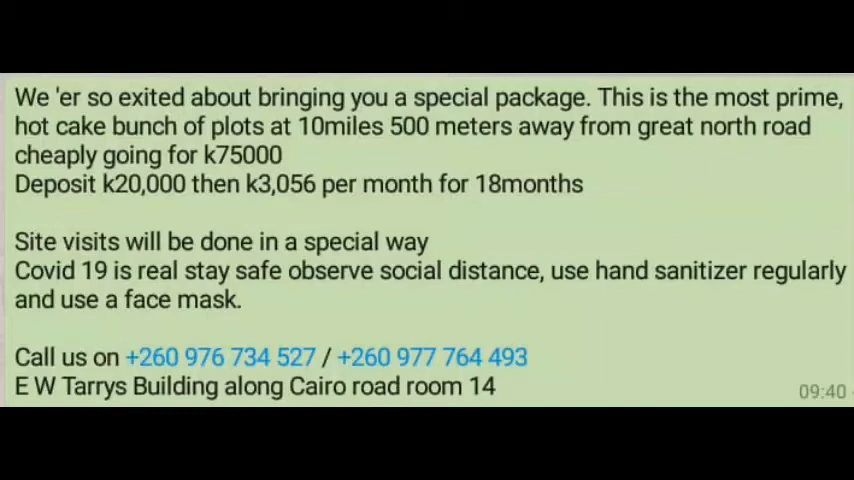 We 'er so exited about bringing you a special package. This is the most prime,
hot cake bunch of plots at 10miles 500 meters away from great north road
cheaply going for k75000
Deposit k20,000 then k3,056 per month for 18months
Site visits will be done in a special way
Covid 19 is real stay safe observe social distance, use hand sanitizer regularly
and use a face mask.
Call us on +260 976 734 527 / +260 977 764 493
E W Tarrys Building along Cairo road room 14
09:40